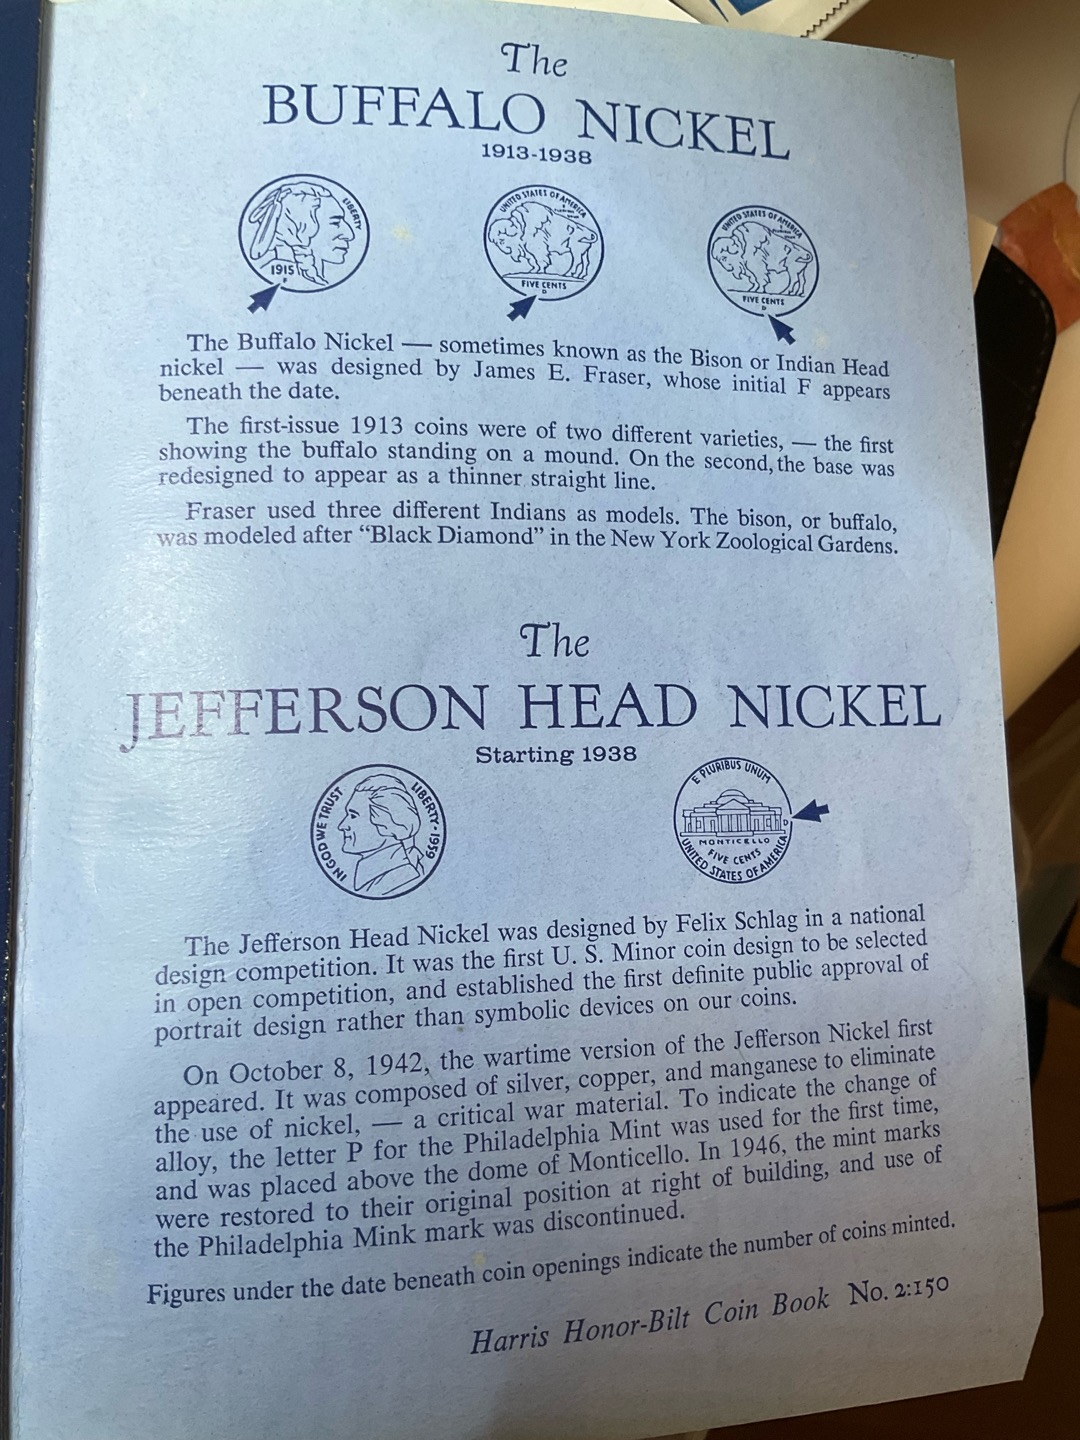 The
BUFFALO NICKEL
1913-1938
LIBERTY
1915
F
UNITED STATES OF AMERICA
FIVE CENTS
D
UNITED STATES OF AMERICA
FIVE CENTS
D
The Buffalo Nickel — sometimes known as the Bison or Indian Head
nickel — was designed by James E. Fraser, whose initial F appears
beneath the date.
The first-issue 1913 coins were of two different varieties, — the first
showing the buffalo standing on a mound. On the second, the base was
redesigned to appear as a thinner straight line.
Fraser used three different Indians as models. The bison, or buffalo,
was modeled after “Black Diamond” in the New York Zoological Gardens.
The
JEFFERSON HEAD NICKEL
Starting 1938
IN GOD WE TRUST
LIBERTY · 1959
E PLURIBUS UNUM
D
MONTICELLO
FIVE CENTS
UNITED STATES OF AMERICA
The Jefferson Head Nickel was designed by Felix Schlag in a national
design competition. It was the first U. S. Minor coin design to be selected
in open competition, and established the first definite public approval of
portrait design rather than symbolic devices on our coins.
On October 8, 1942, the wartime version of the Jefferson Nickel first
appeared. It was composed of silver, copper, and manganese to eliminate
the use of nickel, — a critical war material. To indicate the change of
alloy, the letter P for the Philadelphia Mint was used for the first time,
and was placed above the dome of Monticello. In 1946, the mint marks
were restored to their original position at right of building, and use of
the Philadelphia Mink mark was discontinued.
Figures under the date beneath coin openings indicate the number of coins minted.
Harris Honor-Bilt Coin Book No. 2:150